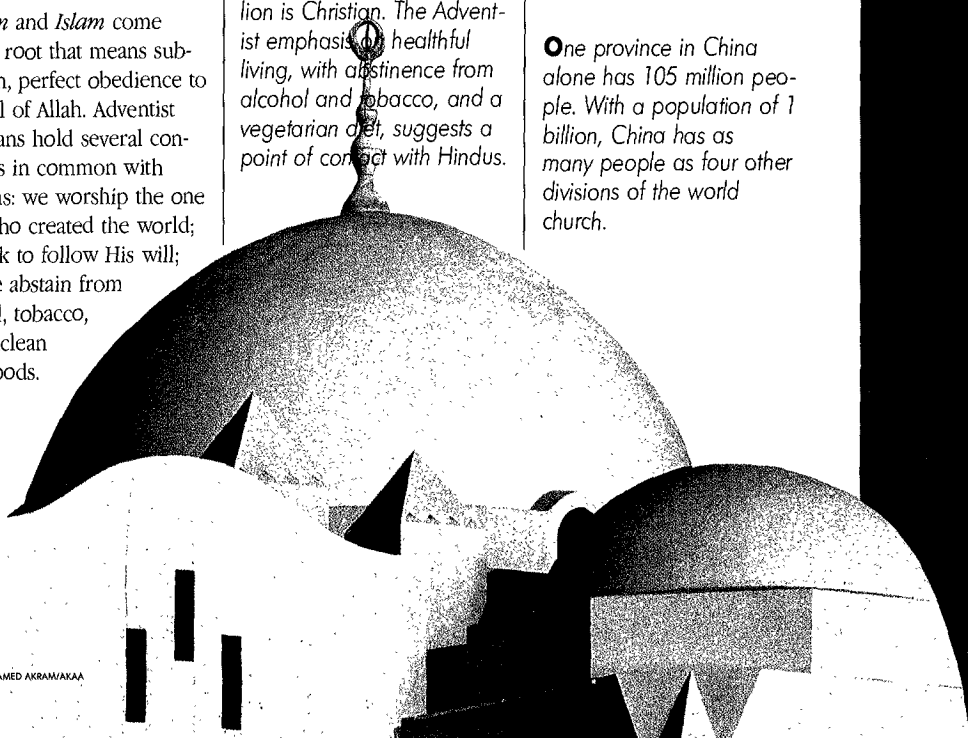 n and Islam come
root that means sub-
n, perfect obedience to
l of Allah. Adventist
ans hold several con-
s in common with
ns: we worship the one
ho created the world;
k to follow His will;
e abstain from
l, tobacco,
clean
oods.
lion is Christian. The Advent-
ist emphasis on healthful
living, with abstinence from
alcohol and tobacco, and a
vegetarian diet, suggests a
point of contact with Hindus.
One province in China
alone has 105 million peo-
ple. With a population of 1
billion, China has as
many people as four other
divisions of the world
church.
AMED AKRAM/AKAA